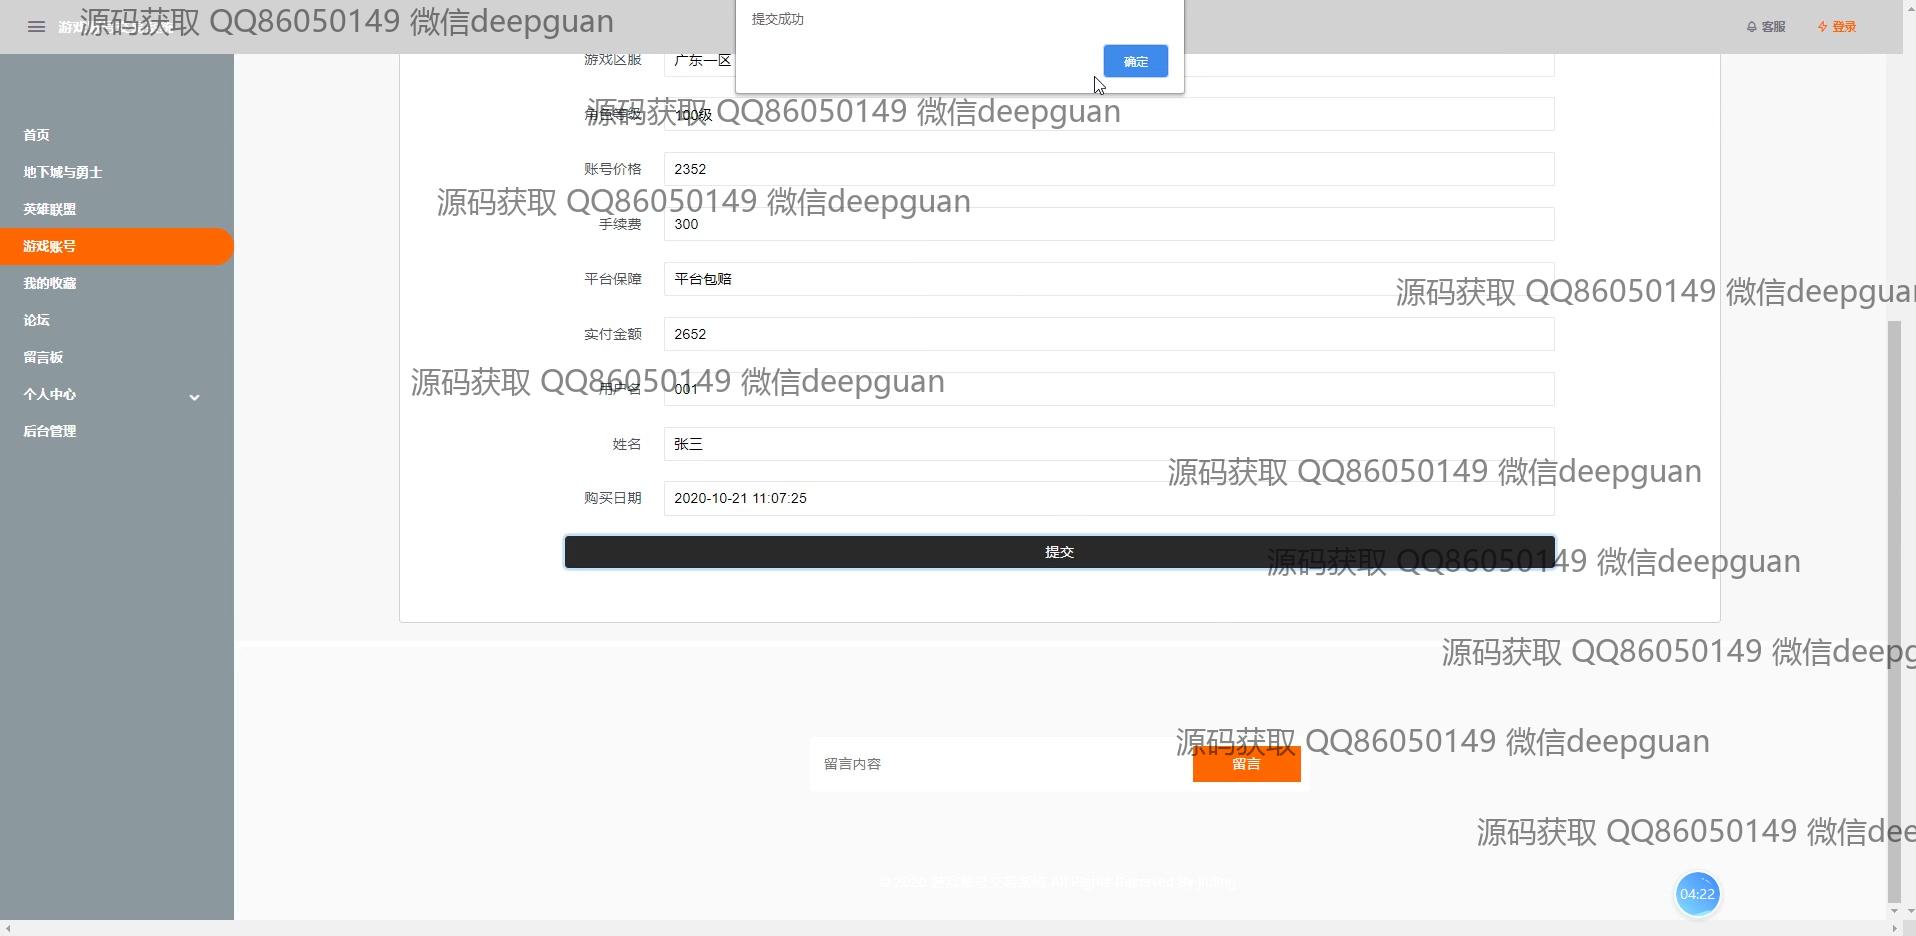 源码获取 QQ86050149 微信deepguan
客服
登录
提交成功
确定
首页
地下城与勇士
英雄联盟
游戏账号
我的收藏
论坛
留言板
个人中心
后台管理
游戏区服 广东一区
源码获取 QQ86050149 微信deepguan
角色等级 100级
账号价格 2352
源码获取 QQ86050149 微信deepguan
手续费 300
平台保障 平台包赔
源码获取 QQ86050149 微信deepguan
实付金额 2652
源码获取 QQ86050149 微信deepguan
用户名 001
姓名 张三
源码获取 QQ86050149 微信deepguan
购买日期 2020-10-21 11:07:25
提交
源码获取 QQ86050149 微信deepguan
源码获取 QQ86050149 微信deepg
源码获取 QQ86050149 微信deepguan
留言内容
留言
源码获取 QQ86050149 微信dee
04:22